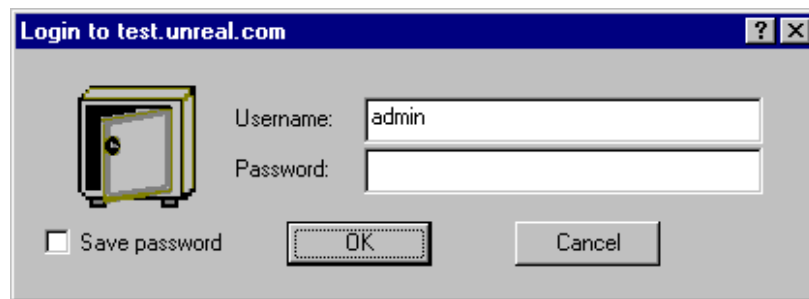 Login to test.unreal.com
Username: admin
Password:
Save password OK Cancel